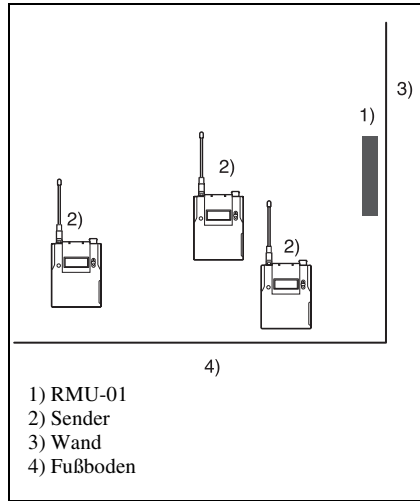 3)
1)
2)
2)
2)
4)
1) RMU-01
2) Sender
3) Wand
4) Fußboden